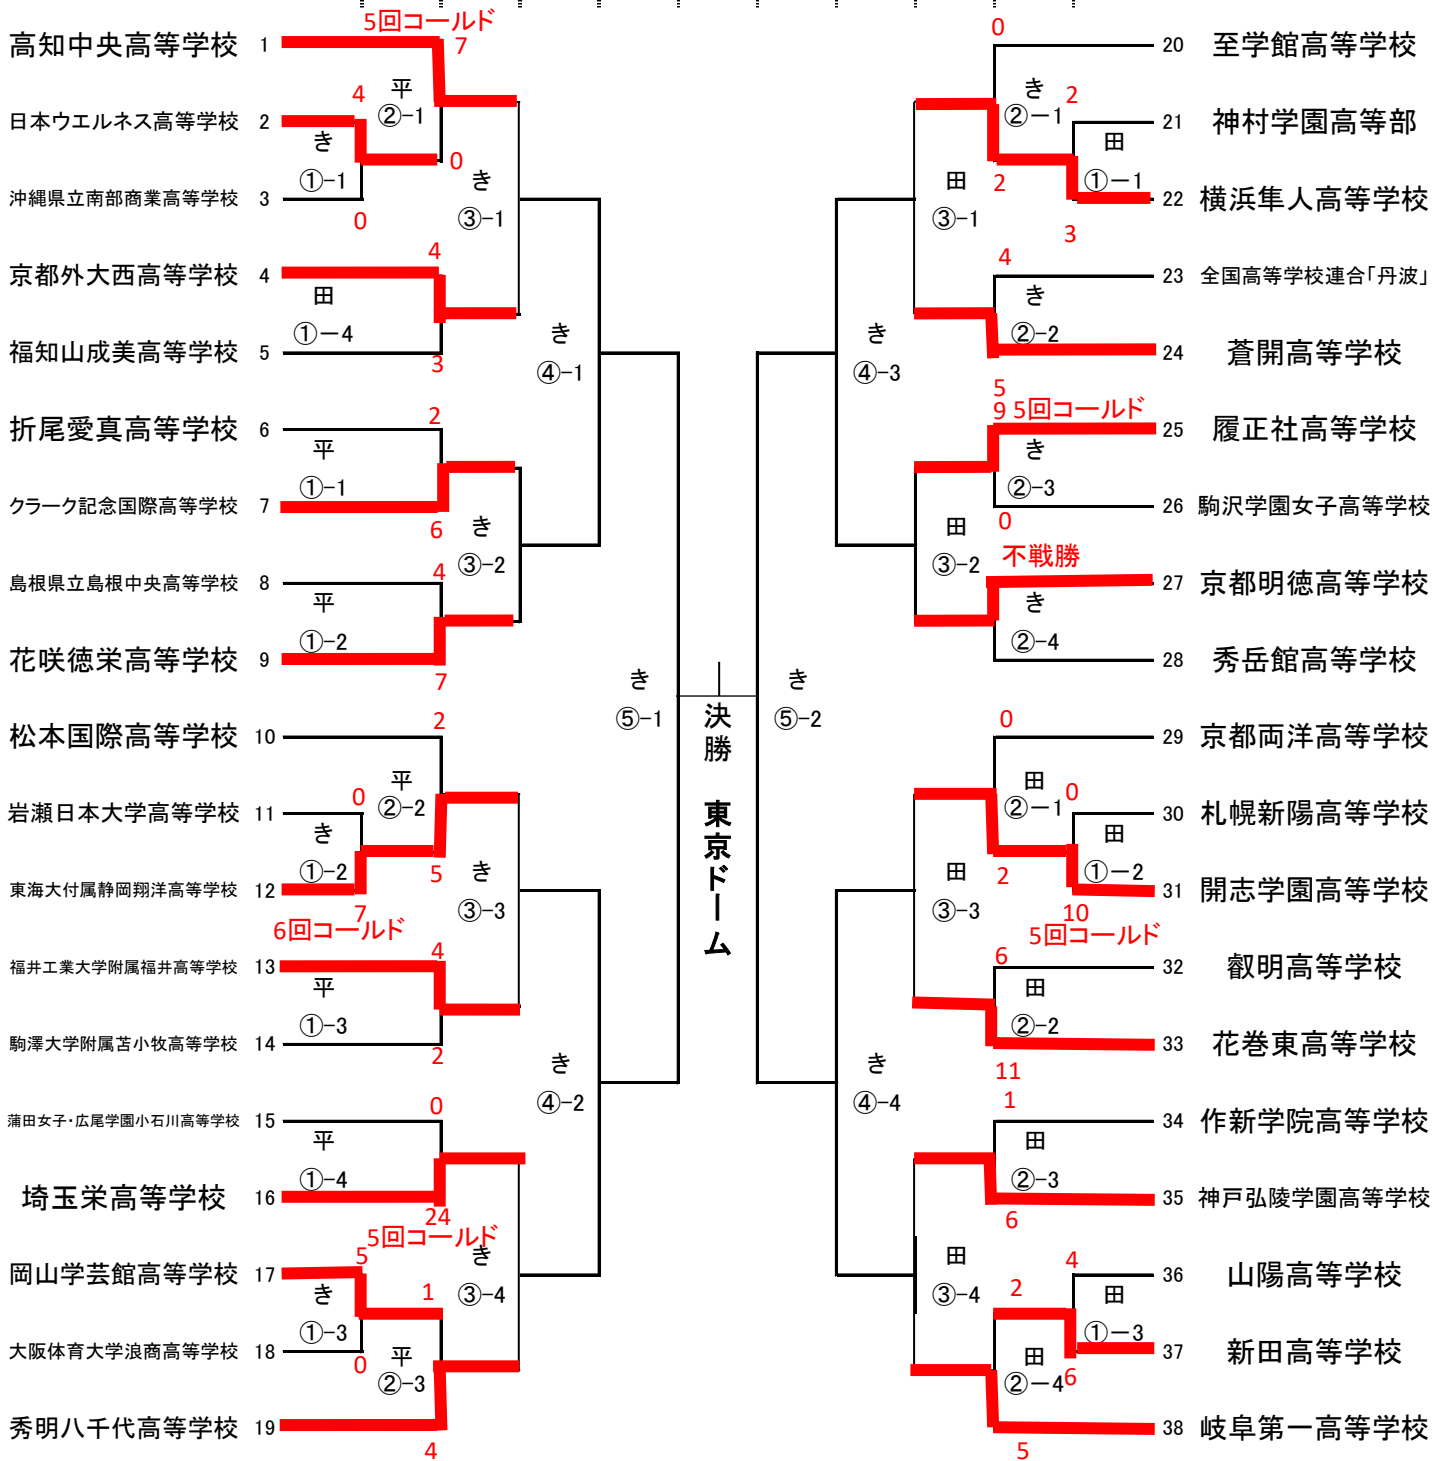 5回コールド
高知中央高等学校 1
7
4
平
②-1
日本ウエルネス高等学校 2
き
①-1
0
沖縄県立南部商業高等学校 3
0
き
③-1
京都外大西高等学校 4
4
田
①-4
福知山成美高等学校 5
3
き
④-1
折尾愛真高等学校 6
2
平
①-1
クラーク記念国際高等学校 7
6
き
③-2
島根県立島根中央高等学校 8
4
平
①-2
花咲徳栄高等学校 9
7
き
⑤-1
松本国際高等学校 10
2
平
②-2
岩瀬日本大学高等学校 11
0
き
①-2
東海大付属静岡翔洋高等学校 12
7
5
き
③-3
6回コールド
福井工業大学附属福井高等学校 13
4
平
①-3
駒澤大学附属苫小牧高等学校 14
2
き
④-2
蒲田女子・広尾学園小石川高等学校 15
0
平
①-4
埼玉栄高等学校 16
24
5回コールド
岡山学芸館高等学校 17
5
き
③-4
き
①-3
1
大阪体育大学浪商高等学校 18
0
平
②-3
秀明八千代高等学校 19
4
決勝 東京ドーム
0
20 至学館高等学校
き
②-1
2
21 神村学園高等部
田
①-1
22 横浜隼人高等学校
2
3
田
③-1
4
23 全国高等学校連合「丹波」
き
②-2
24 蒼開高等学校
5
き
④-3
9 5回コールド
25 履正社高等学校
き
②-3
26 駒沢学園女子高等学校
0
田
③-2
不戦勝
27 京都明徳高等学校
き
②-4
28 秀岳館高等学校
き
⑤-2
0
29 京都両洋高等学校
田
②-1
0
30 札幌新陽高等学校
田
①-2
31 開志学園高等学校
2
10
田
③-3
5回コールド
6
32 叡明高等学校
田
②-2
33 花巻東高等学校
11
き
④-4
1
34 作新学院高等学校
田
②-3
35 神戸弘陵学園高等学校
6
田
③-4
4
36 山陽高等学校
2
田
①-3
37 新田高等学校
6
田
②-4
38 岐阜第一高等学校
5